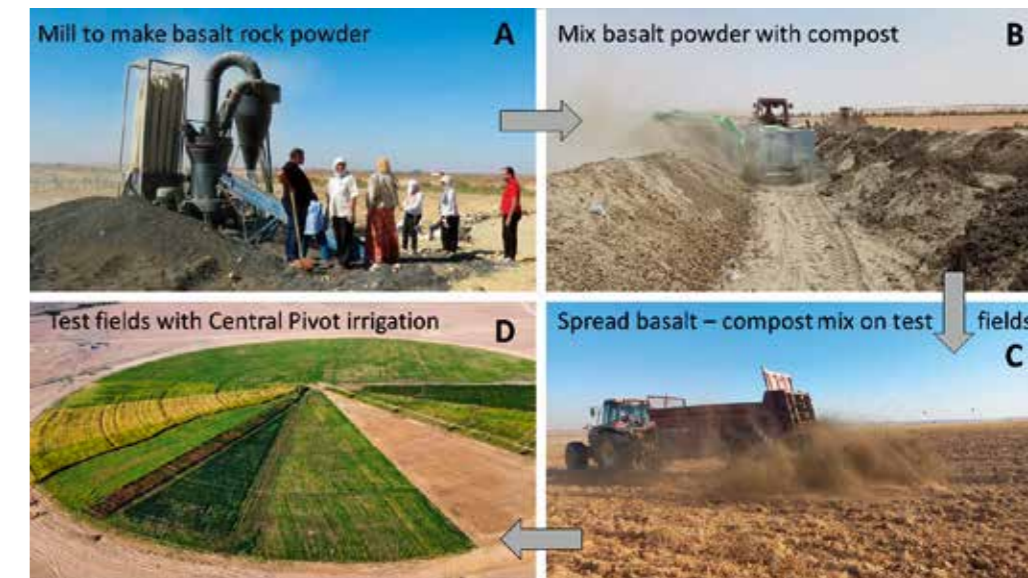 Mill to make basalt rock powder A
Mix basalt powder with compost B
Test fields with Central Pivot irrigation D
Spread basalt – compost mix on test fields
C